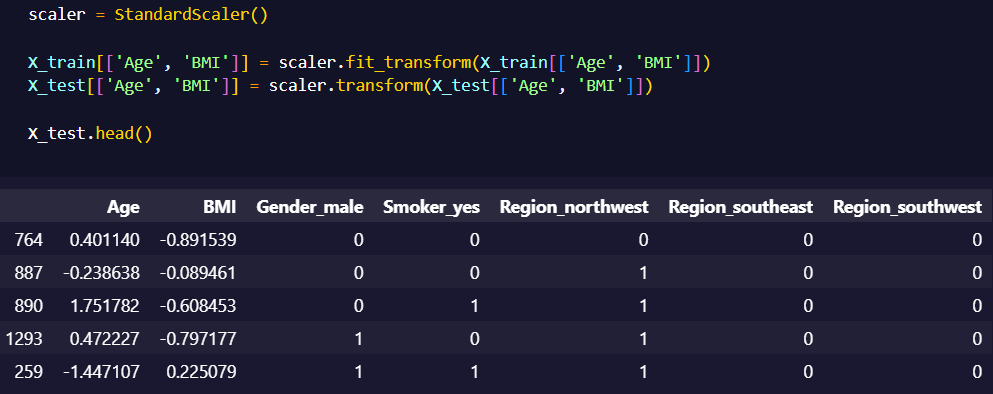 scaler = StandardScaler()
X_train[['Age', 'BMI']] = scaler.fit_transform(X_train[['Age', 'BMI']])
X_test[['Age', 'BMI']] = scaler.transform(X_test[['Age', 'BMI']])
X_test.head()
Age BMI Gender_male Smoker_yes Region_northwest Region_southeast Region_southwest
764 0.401140 -0.891539 0 0 0 0 0
887 -0.238638 -0.089461 0 0 1 0 0
890 1.751782 -0.608453 0 1 1 0 0
1293 0.472227 -0.797177 1 0 1 0 0
259 -1.447107 0.225079 1 1 1 0 0